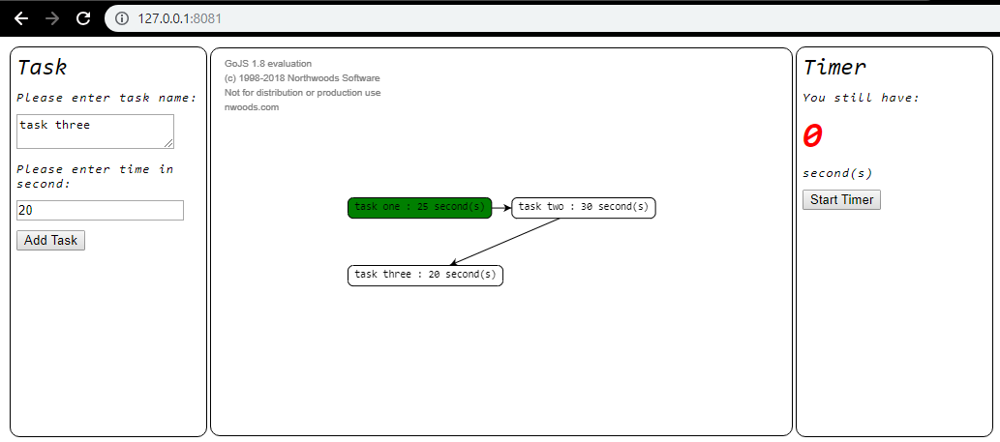 127.0.0.1:8081
Task
Please enter task name:
task three
Please enter time in
second:
20
Add Task
GoJS 1.8 evaluation
(c) 1998-2018 Northwoods Software
Not for distribution or production use
nwoods.com
task one : 25 second(s)
task two : 30 second(s)
task three : 20 second(s)
Timer
You still have:
0
second(s)
Start Timer